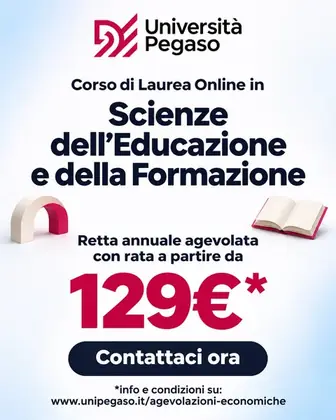 Università
Pegaso
Corso di Laurea Online in
Scienze
dell'Educazione
e della Formazione
Retta annuale agevolata
con rata a partire da
129€*
Contattaci ora
*info e condizioni su:
www.unipegaso.it/agevolazioni-economiche